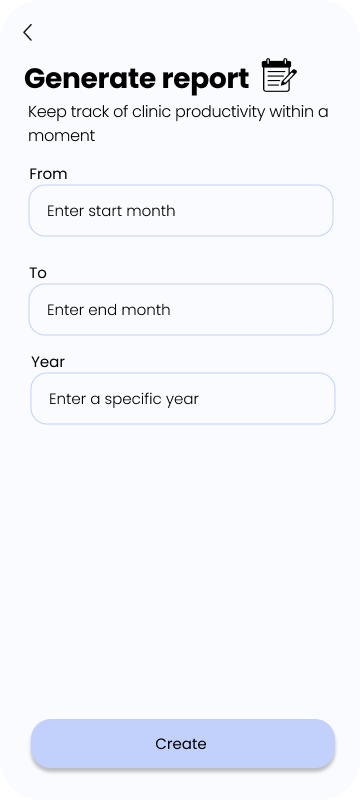 Generate report
Keep track of clinic productivity within a
moment
From
Enter start month
To
Enter end month
Year
Enter a specific year
Create